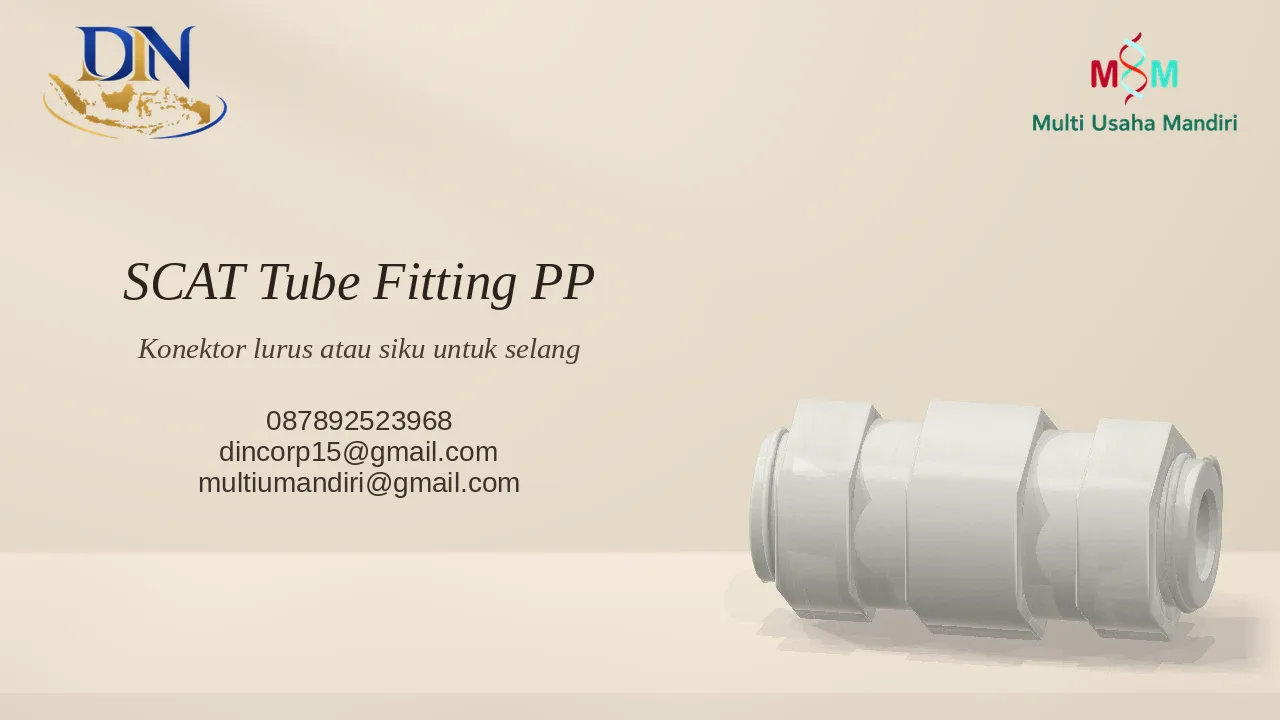 DIN
M M
Multi Usaha Mandiri
SCAT Tube Fitting PP
Konektor lurus atau siku untuk selang
087892523968
dincorp15@gmail.com
multiumandiri@gmail.com